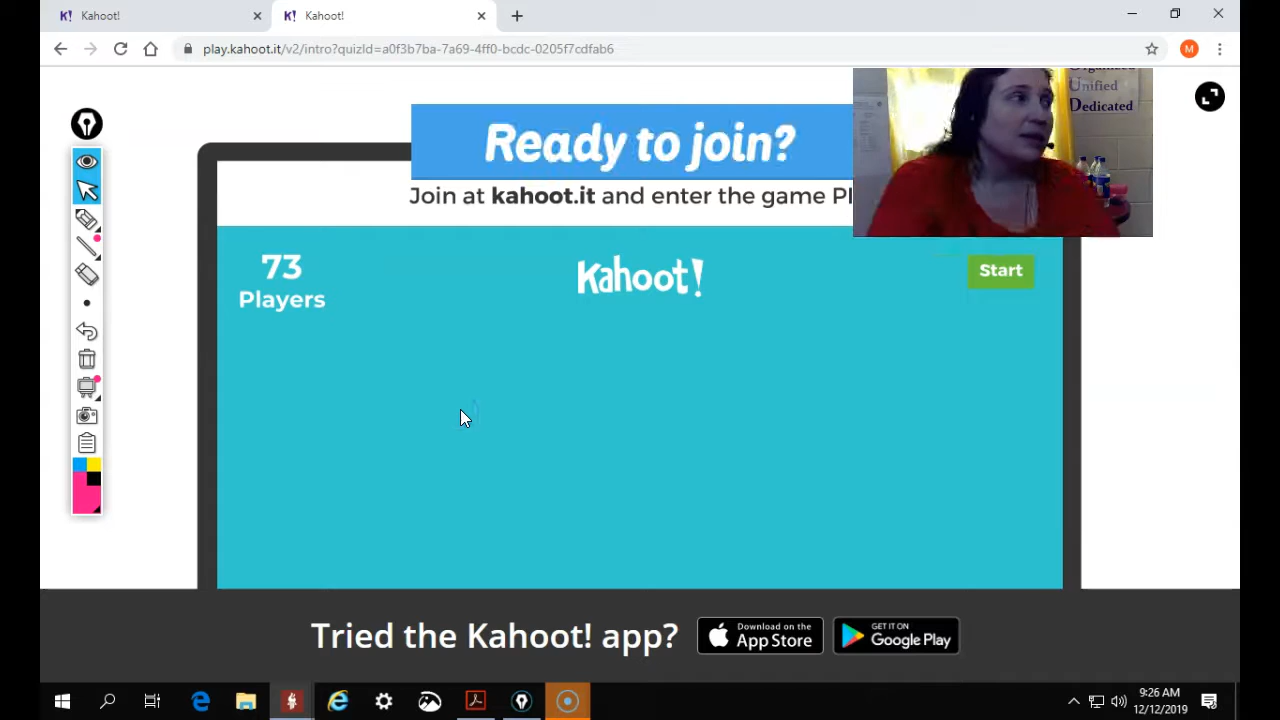 Kahoot!
Kahoot!
play.kahoot.it/v2/intro?quizId=a0f3b7ba-7a69-4ff0-bcdc-0205f7cdfab6
M
Unified
Dedicated
Ready to join?
Join at kahoot.it and enter the game
73
Players
Kahoot!
Start
Tried the Kahoot! app?
Download on the
App Store
GET IT ON
Google Play
9:26 AM
12/12/2019